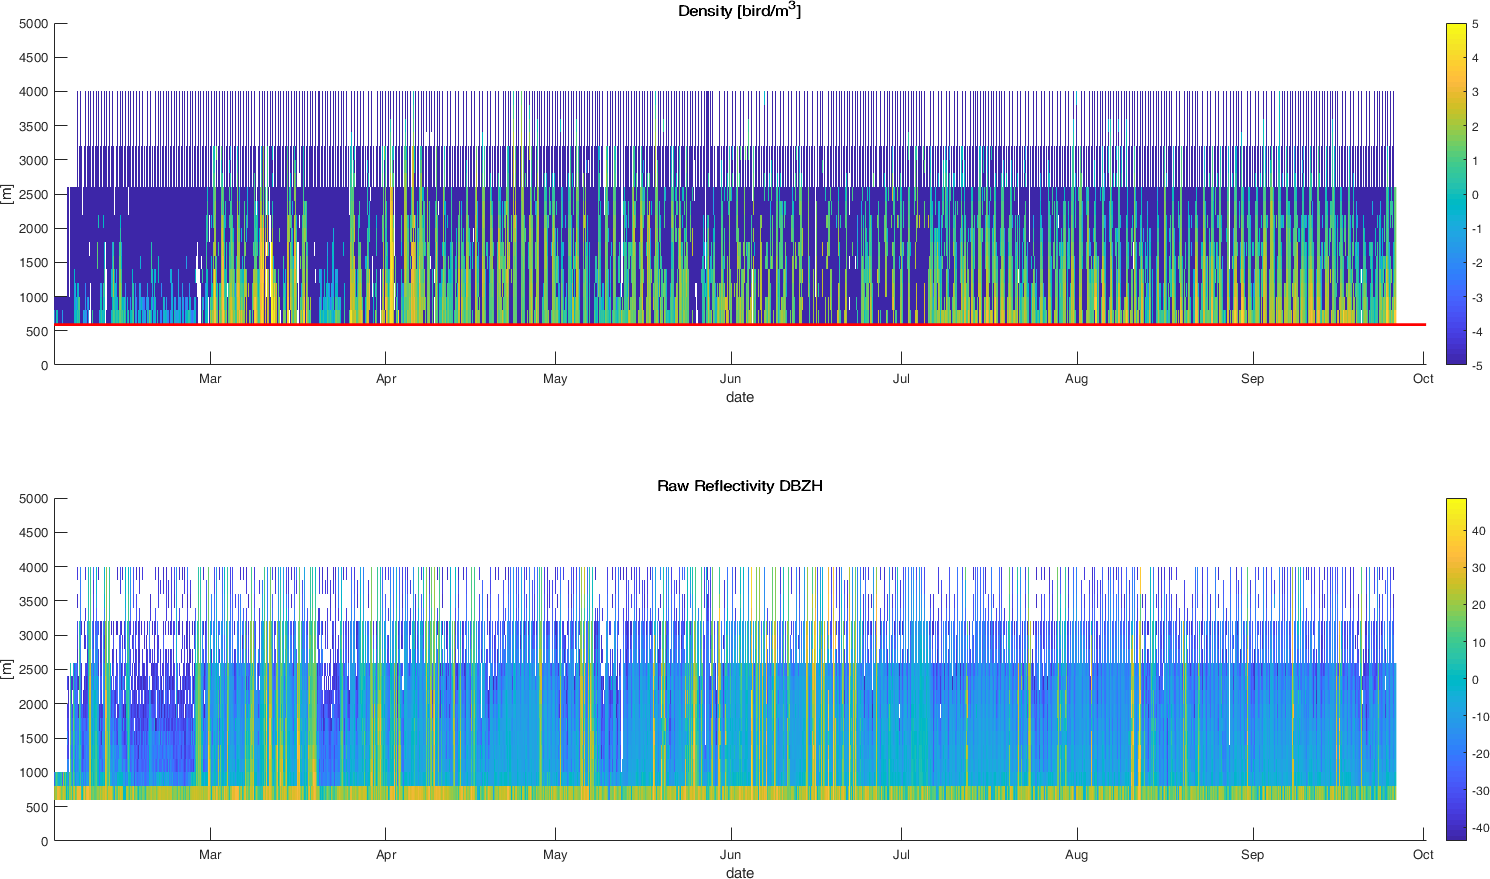 Density [bird/m3]
5000
4500
4000
3500
3000
2500
2000
1500
1000
500
0
[m]
Mar
Apr
May
Jun
Jul
Aug
Sep
Oct
date
5
4
3
2
1
0
-1
-2
-3
-4
-5
Raw Reflectivity DBZH
5000
4500
4000
3500
3000
2500
2000
1500
1000
500
0
[m]
Mar
Apr
May
Jun
Jul
Aug
Sep
Oct
date
40
30
20
10
0
-10
-20
-30
-40